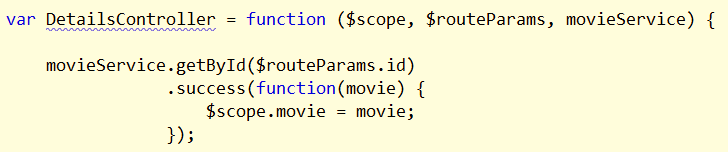 var DetailsController = function ($scope, $routeParams, movieService) {
movieService.getById($routeParams.id)
.success(function(movie) {
$scope.movie = movie;
});